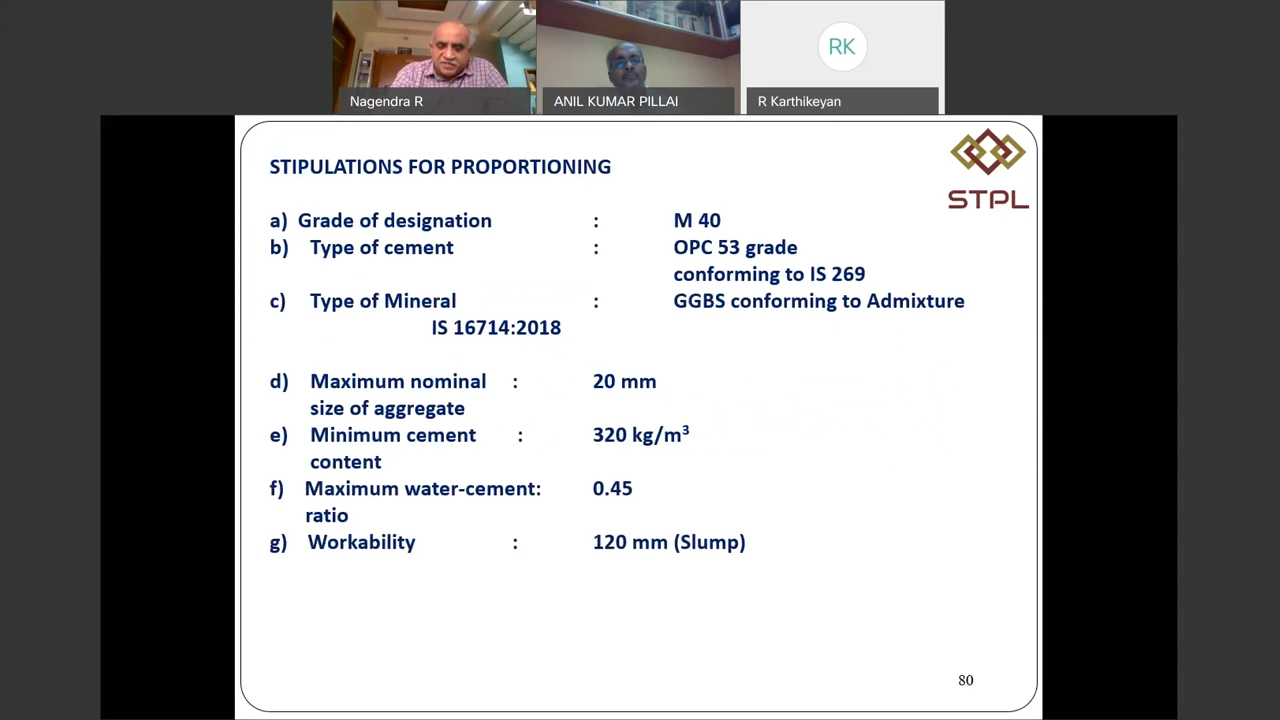 RK
Nagendra R
ANIL KUMAR PILLAI
R Karthikeyan
STIPULATIONS FOR PROPORTIONING
STPL
a) Grade of designation : M 40
b) Type of cement : OPC 53 grade
conforming to IS 269
c) Type of Mineral : GGBS conforming to Admixture
IS 16714:2018
d) Maximum nominal : 20 mm
size of aggregate
e) Minimum cement : 320 kg/m³
content
f) Maximum water-cement: 0.45
ratio
g) Workability : 120 mm (Slump)
80